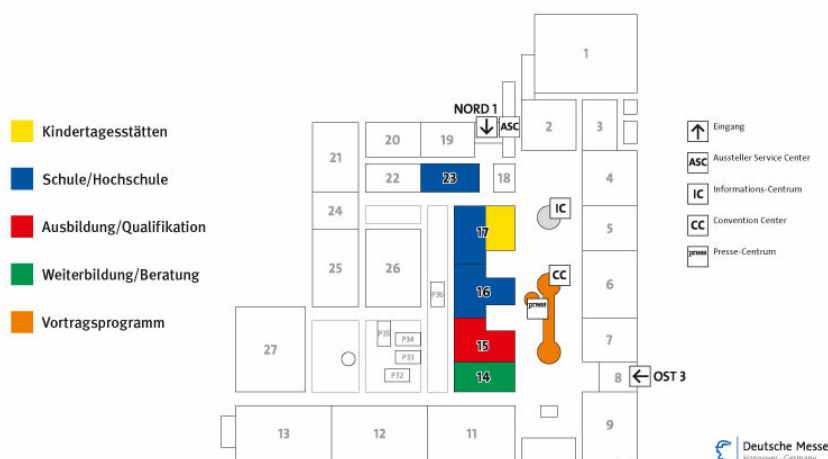 1
NORD 1
ASC
Kindertagesstätten
Schule/Hochschule
Ausbildung/Qualifikation
Weiterbildung/Beratung
Vortragsprogramm
20
19
2
3
21
22
23
18
4
24
17
IC
5
25
26
CC
16
P36
presse
6
27
P35
P34
P33
P32
15
7
14
8
OST 3
13
12
11
9
Eingang
ASC
Aussteller Service Center
IC
Informations-Centrum
CC
Convention Center
presse
Presse-Centrum
Deutsche Messe
Hannover · Germany